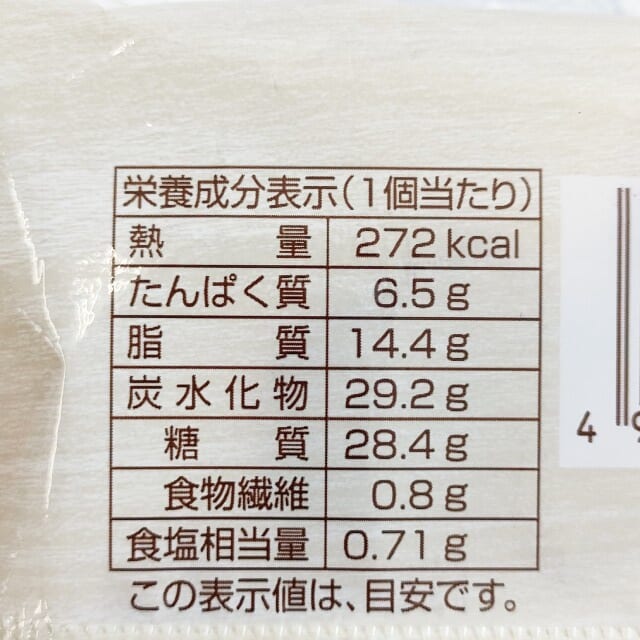 栄養成分表示(1個当たり)
熱量 272kcal
たんぱく質 6.5g
脂質 14.4g
炭水化物 29.2g
糖質 28.4g
食物繊維 0.8g
食塩相当量 0.71g
この表示値は、目安です。
4